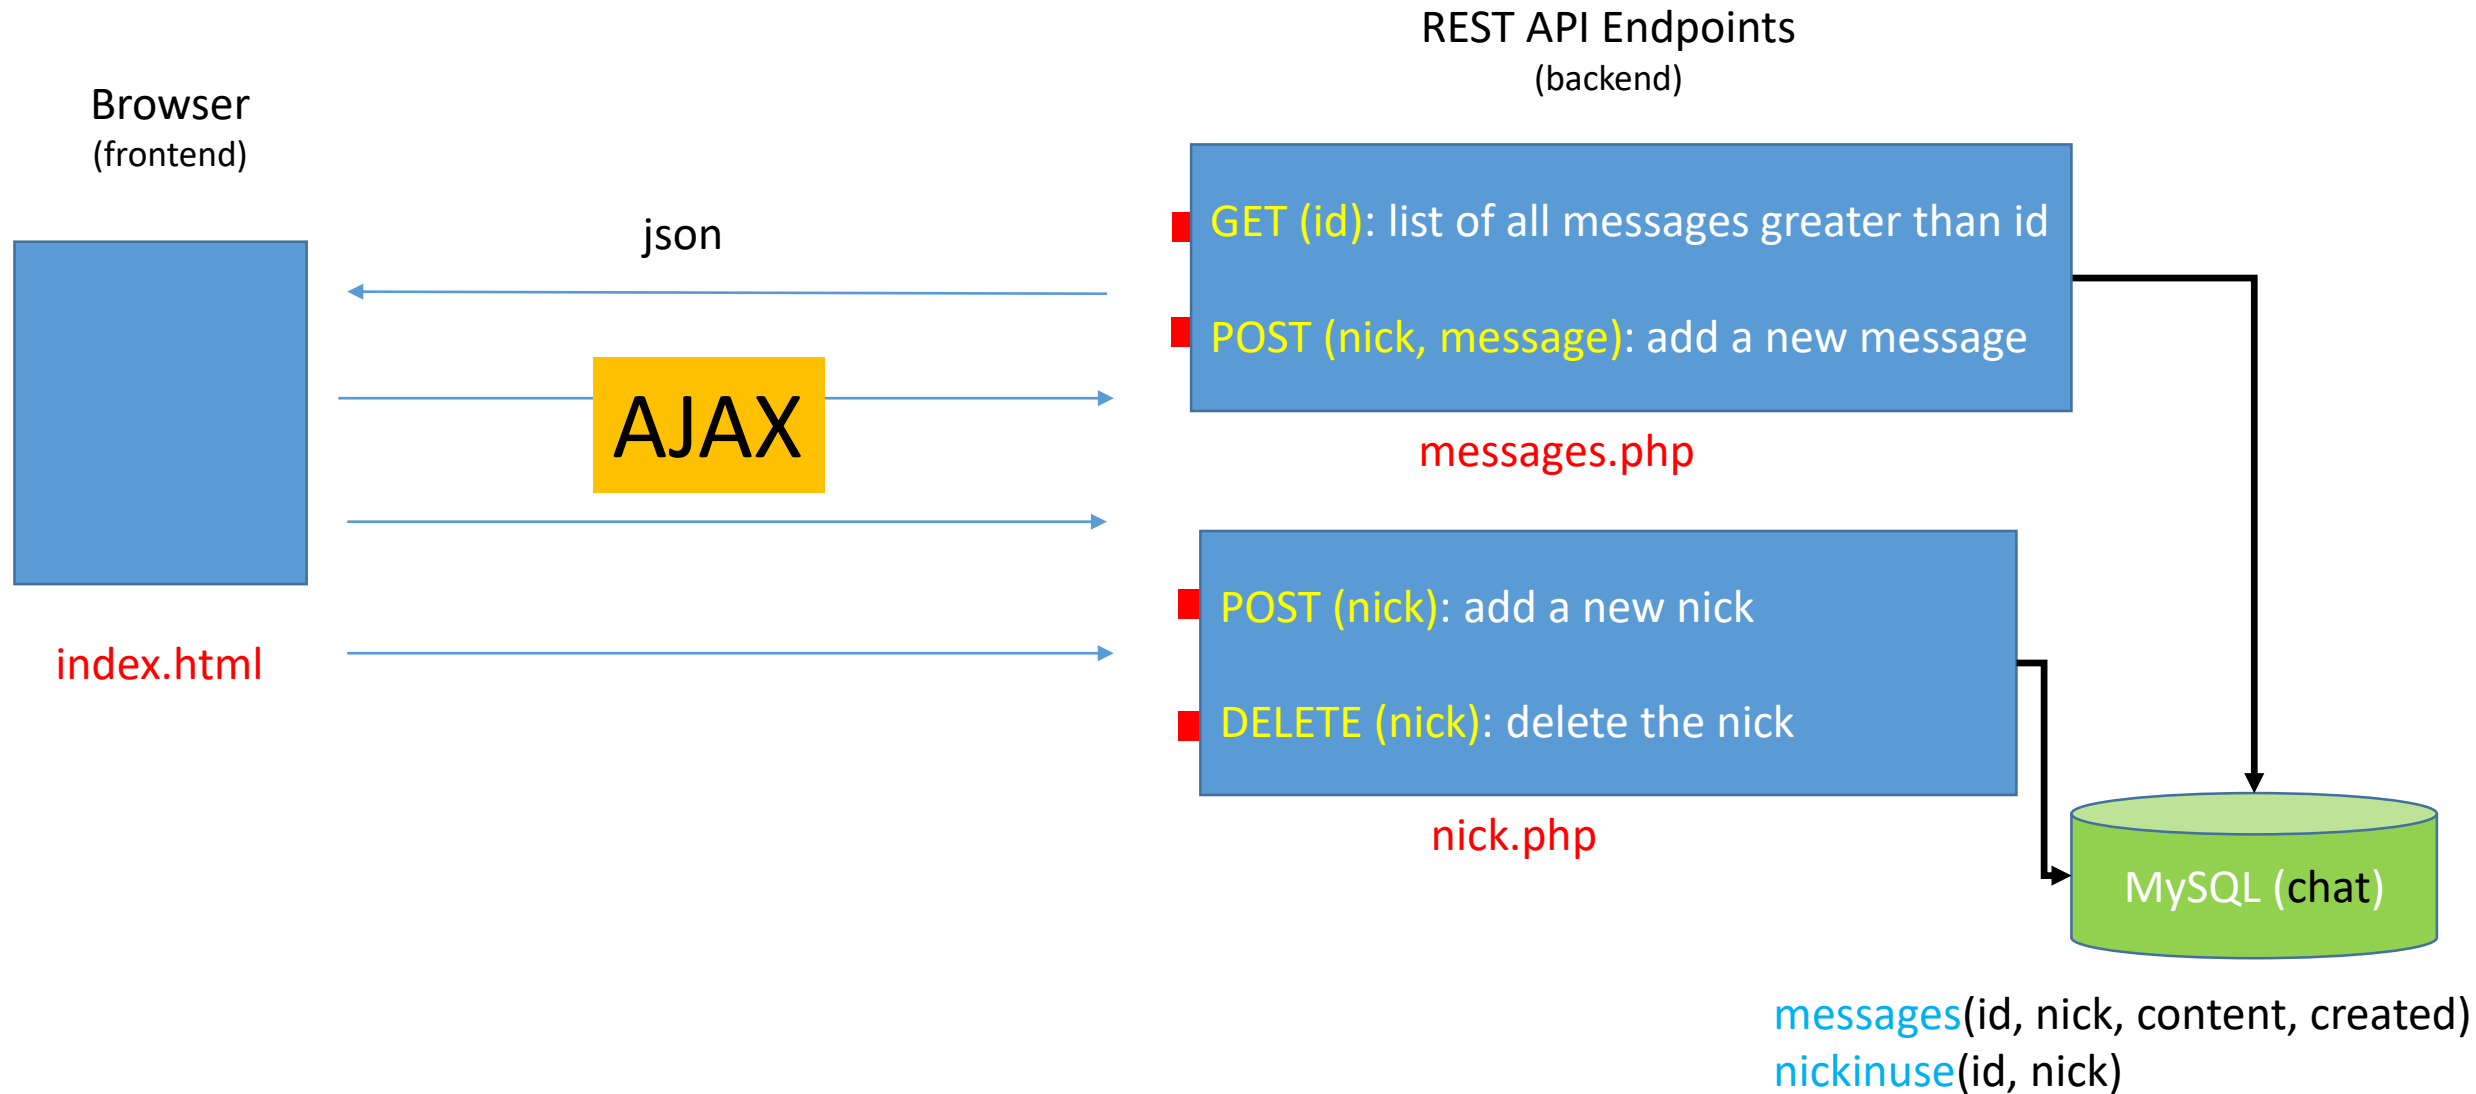 REST API Endpoints
(backend)
Browser
(frontend)
json
GET (id): list of all messages greater than id
POST (nick, message): add a new message
AJAX
messages.php
index.html
POST (nick): add a new nick
DELETE (nick): delete the nick
nick.php
MySQL (chat)
messages(id, nick, content, created)
nickinuse(id, nick)